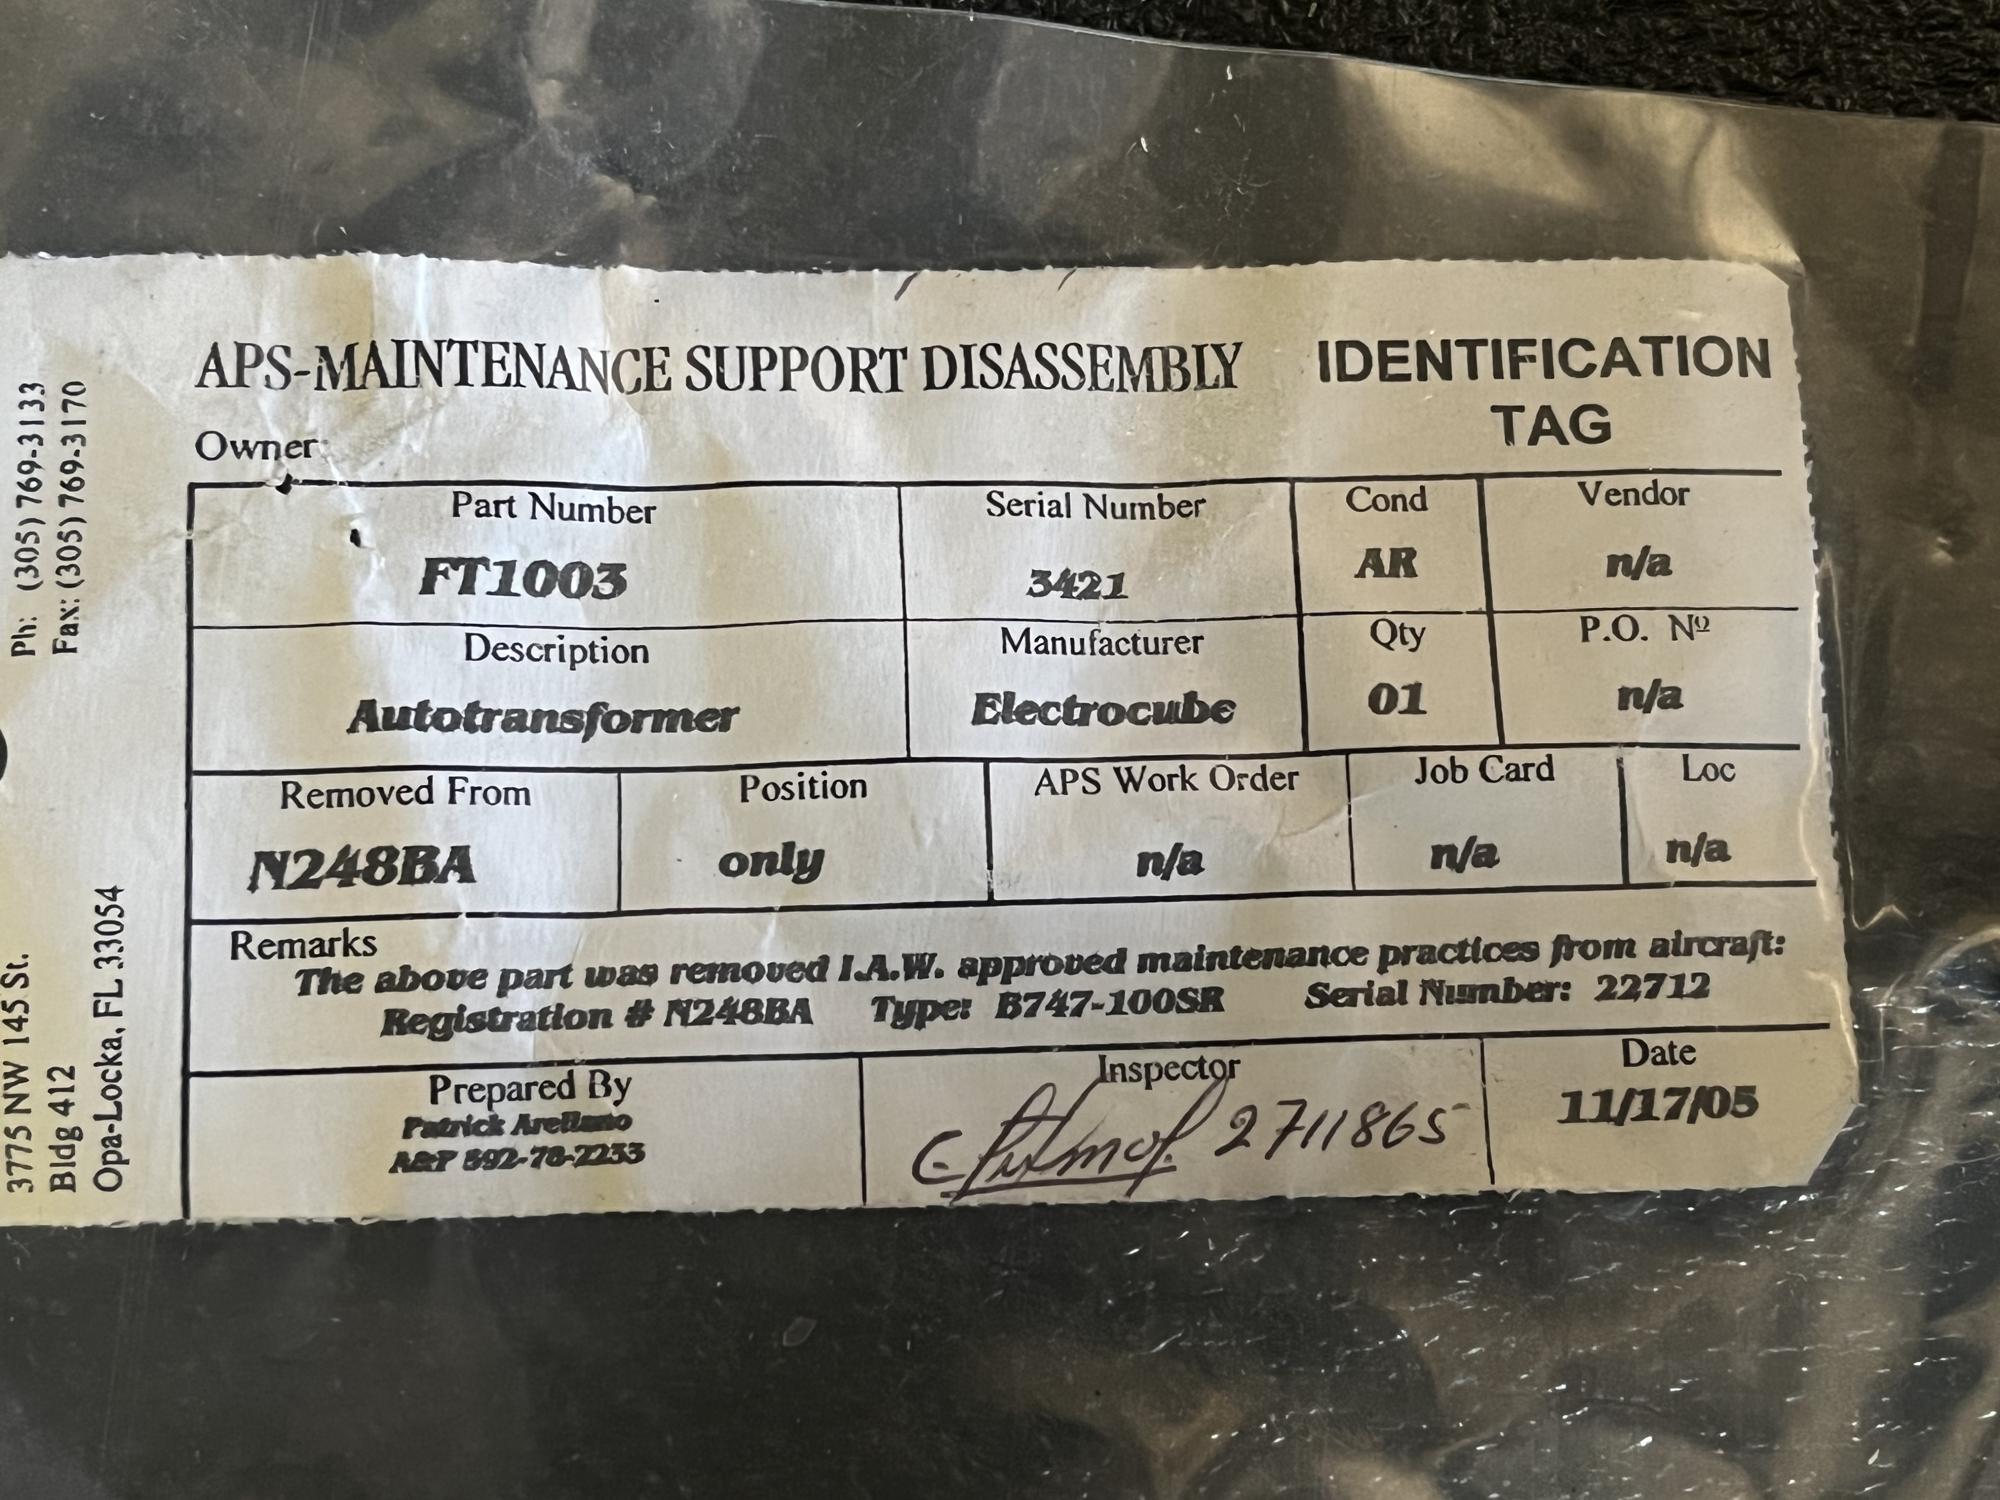 APS-MAINTENANCE SUPPORT DISASSEMBLY
IDENTIFICATION
TAG
Owner:
Part Number
FT1003
Serial Number
3421
Cond
AR
Vendor
n/a
Description
Autotransformer
Manufacturer
Electrocube
Qty
01
P.O. Nº
n/a
Removed From
N248BA
Position
only
APS Work Order
n/a
Job Card
n/a
Loc
n/a
Remarks
The above part was removed I.A.W. approved maintenance practices from aircraft:
Registration # N248BA Type: B747-100SR Serial Number: 22712
Prepared By
Patrick Arellano
A&P 592-78-2233
Inspector
2711865
Date
11/17/05
Ph: (305) 769-3133
Fax: (305) 769-3170
3775 NW 145 St.
Bldg 412
Opa-Locka, FL 33054